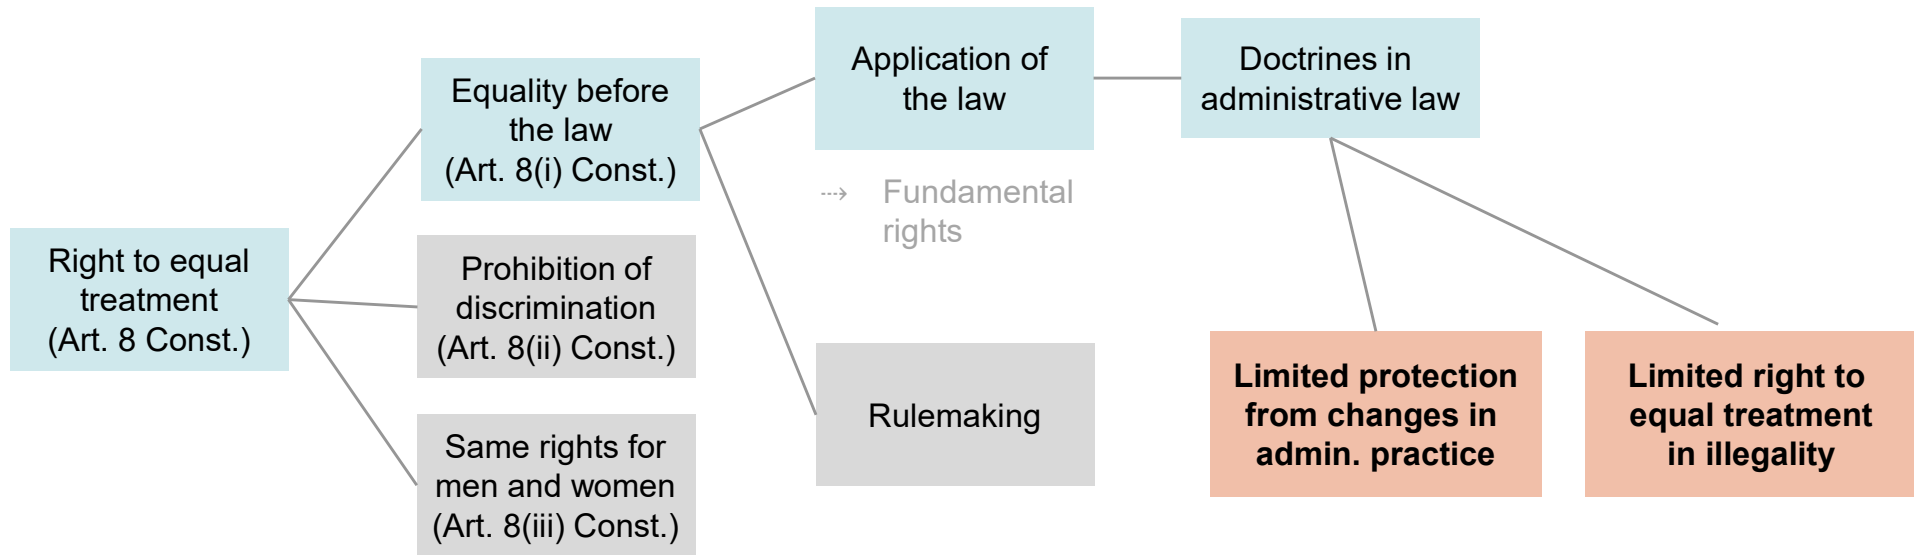 Right to equal
treatment
(Art. 8 Const.)
Equality before
the law
(Art. 8(i) Const.)
Prohibition of
discrimination
(Art. 8(ii) Const.)
Same rights for
men and women
(Art. 8(iii) Const.)
Application of
the law
⤑ Fundamental
rights
Rulemaking
Doctrines in
administrative law
Limited protection
from changes in
admin. practice
Limited right to
equal treatment
in illegality